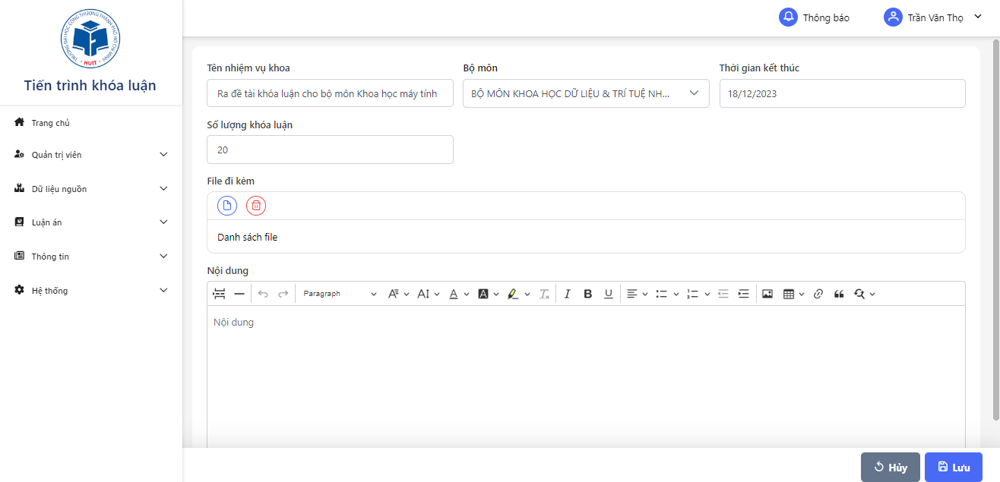 TRƯỜNG ĐẠI HỌC CÔNG THƯƠNG THÀNH PHỐ HỒ CHÍ MINH
HUIT
Tiến trình khóa luận
Trang chủ
Quản trị viên
Dữ liệu nguồn
Luận án
Thông tin
Hệ thống
Thông báo
Trần Văn Thọ
Tên nhiệm vụ khoa
Bộ môn
Thời gian kết thúc
Ra đề tài khóa luận cho bộ môn Khoa học máy tính
BỘ MÔN KHOA HỌC DỮ LIỆU & TRÍ TUỆ NH...
18/12/2023
Số lượng khóa luận
20
File đi kèm
Danh sách file
Nội dung
Paragraph
Nội dung
Hủy
Lưu